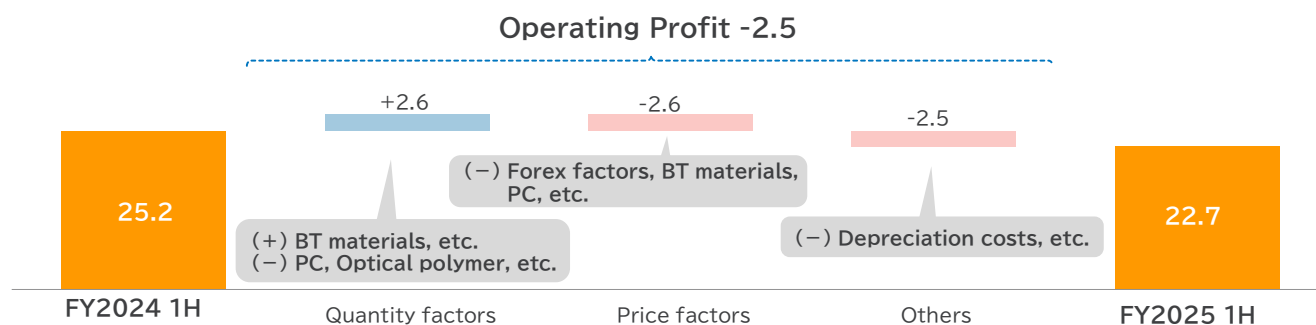 Operating Profit -2.5
+2.6
-2.6
-2.5
(－) Forex factors, BT materials,
PC, etc.
25.2
(+) BT materials, etc.
(－) PC, Optical polymer, etc.
(－) Depreciation costs, etc.
22.7
FY2024 1H
Quantity factors
Price factors
Others
FY2025 1H